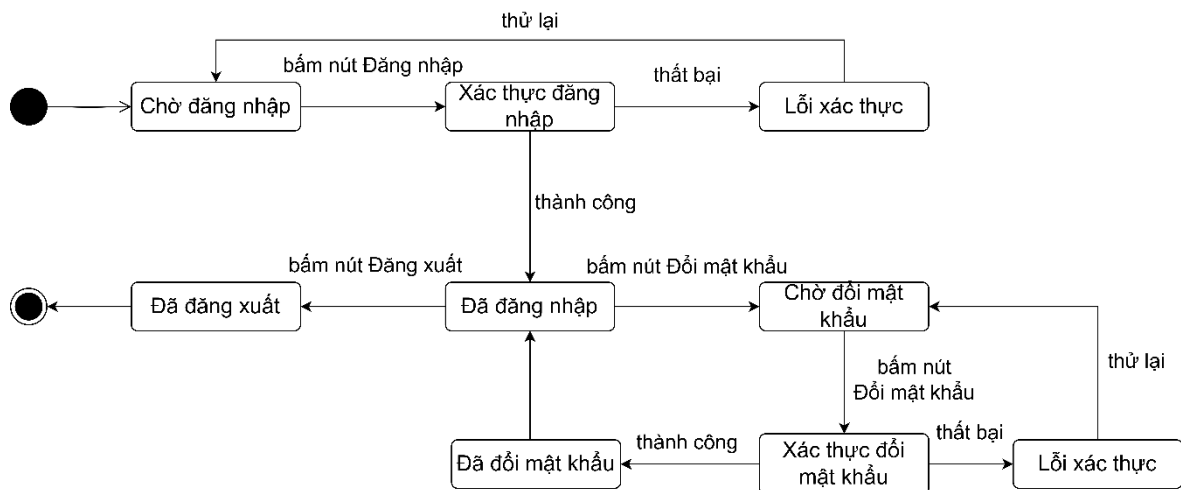 thử lại
bấm nút Đăng nhập
thất bại
Chờ đăng nhập
Xác thực đăng
nhập
Lỗi xác thực
thành công
bấm nút Đăng xuất
bấm nút Đổi mật khẩu
Đã đăng xuất
Đã đăng nhập
Chờ đổi mật
khẩu
thử lại
bấm nút
Đổi mật khẩu
thành công
thất bại
Đã đổi mật khẩu
Xác thực đổi
mật khẩu
Lỗi xác thực